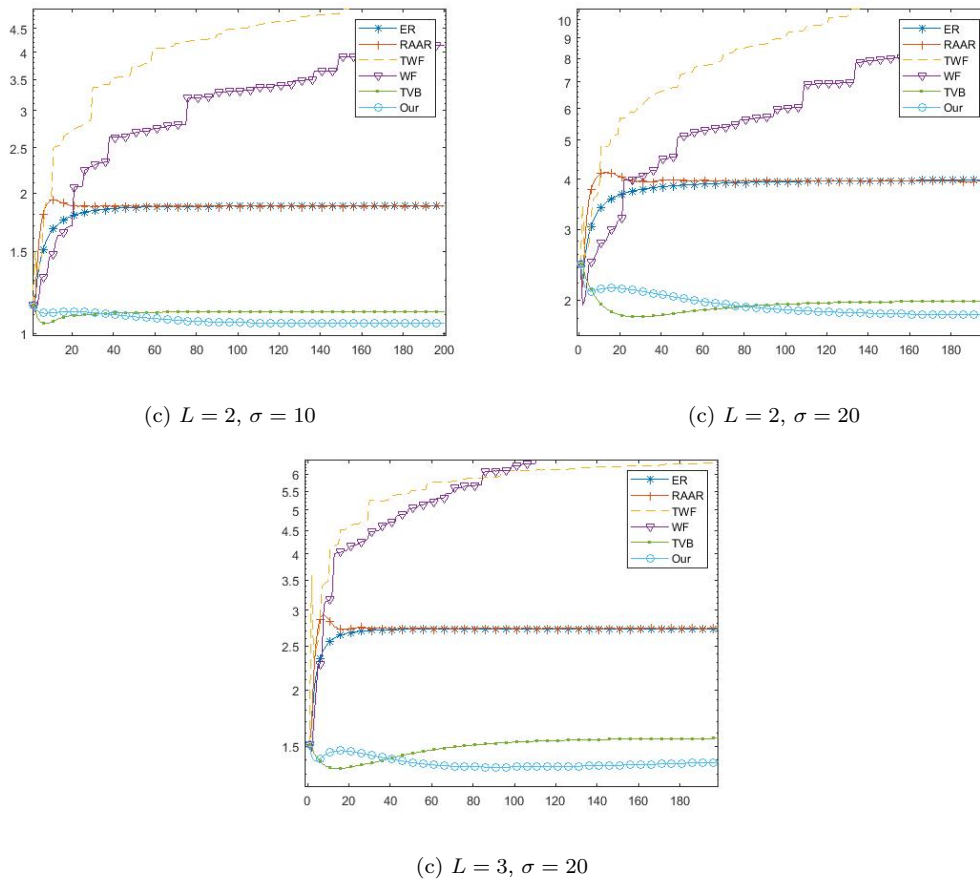 4.5
4
3.5
3
2.5
2
1.5
1
20 40 60 80 100 120 140 160 180 200
ER
RAAR
TWF
WF
TVB
Our
10
9
8
7
6
5
4
3
2
0 20 40 60 80 100 120 140 160 180
ER
RAAR
TWF
WF
TVB
Our
(c) L = 2, σ = 10
(c) L = 2, σ = 20
6
5.5
5
4.5
4
3.5
3
2.5
2
1.5
0 20 40 60 80 100 120 140 160 180
ER
RAAR
TWF
WF
TVB
Our
(c) L = 3, σ = 20